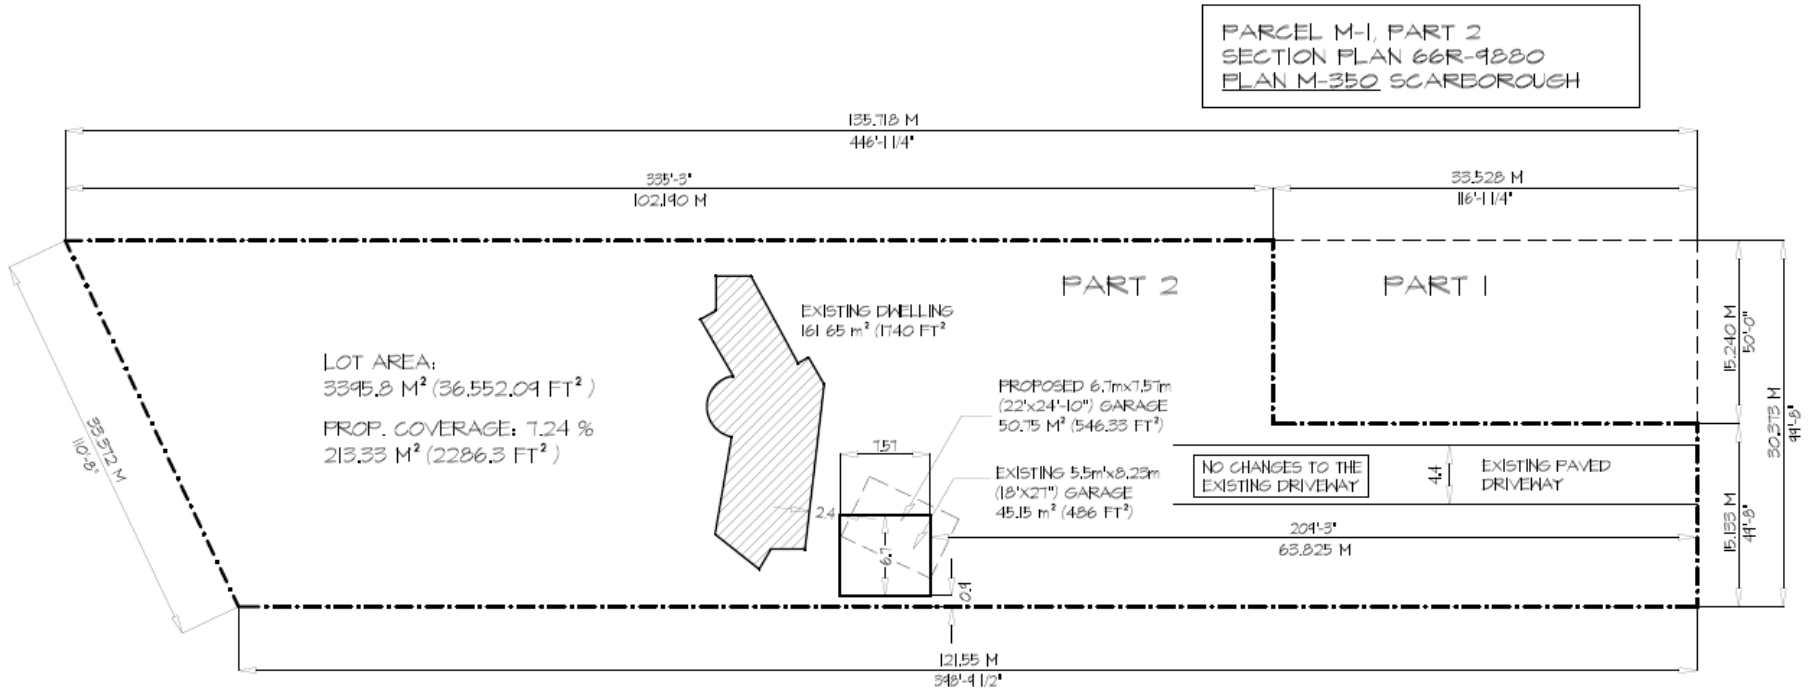 PARCEL M-1, PART 2
SECTION PLAN 66R-9880
PLAN M-350 SCARBOROUGH
135.718 M
446'-1 1/4"
335'-3"
102.190 M
33.528 M
116'-1 1/4"
PART 2
PART 1
EXISTING DWELLING
161.65 m² (1740 FT²
LOT AREA:
3395.8 M² (36.552.09 FT²)
PROP. COVERAGE: 7.24 %
213.33 M² (2286.3 FT²)
PROPOSED 6.7mx7.57m
(22'x24'-10") GARAGE
50.75 M² (546.33 FT²)
EXISTING 5.5m'x8.23m
(18'X27") GARAGE
45.15 m² (486 FT²)
7.57
2.4
6.7
0.9
NO CHANGES TO THE
EXISTING DRIVEWAY
4.4
EXISTING PAVED
DRIVEWAY
209'-3"
63.825 M
15.240 M
50'-0"
30.373 M
99'-8"
15.133 M
49'-8"
110'-8"
121.55 M
398'-9 1/2"